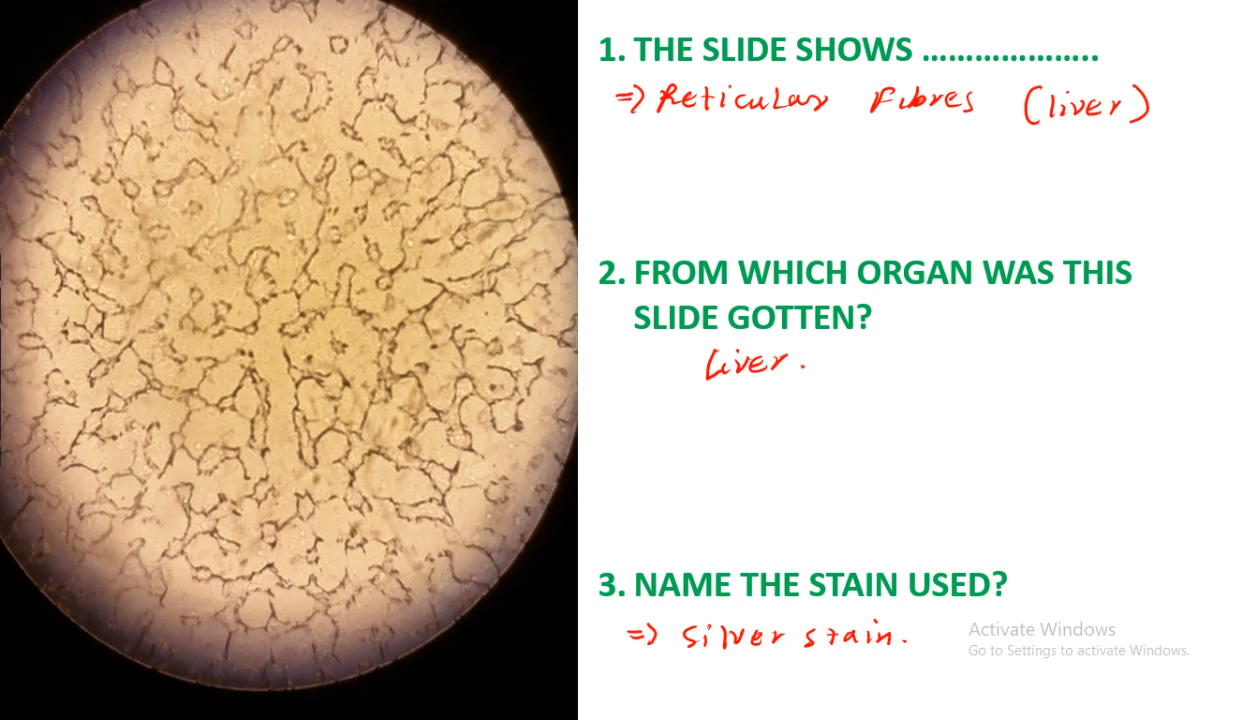 1. THE SLIDE SHOWS ………………..
=> Reticular Fibres (liver)
2. FROM WHICH ORGAN WAS THIS
SLIDE GOTTEN?
Liver.
3. NAME THE STAIN USED?
=> Silver stain.
Activate Windows
Go to Settings to activate Windows.